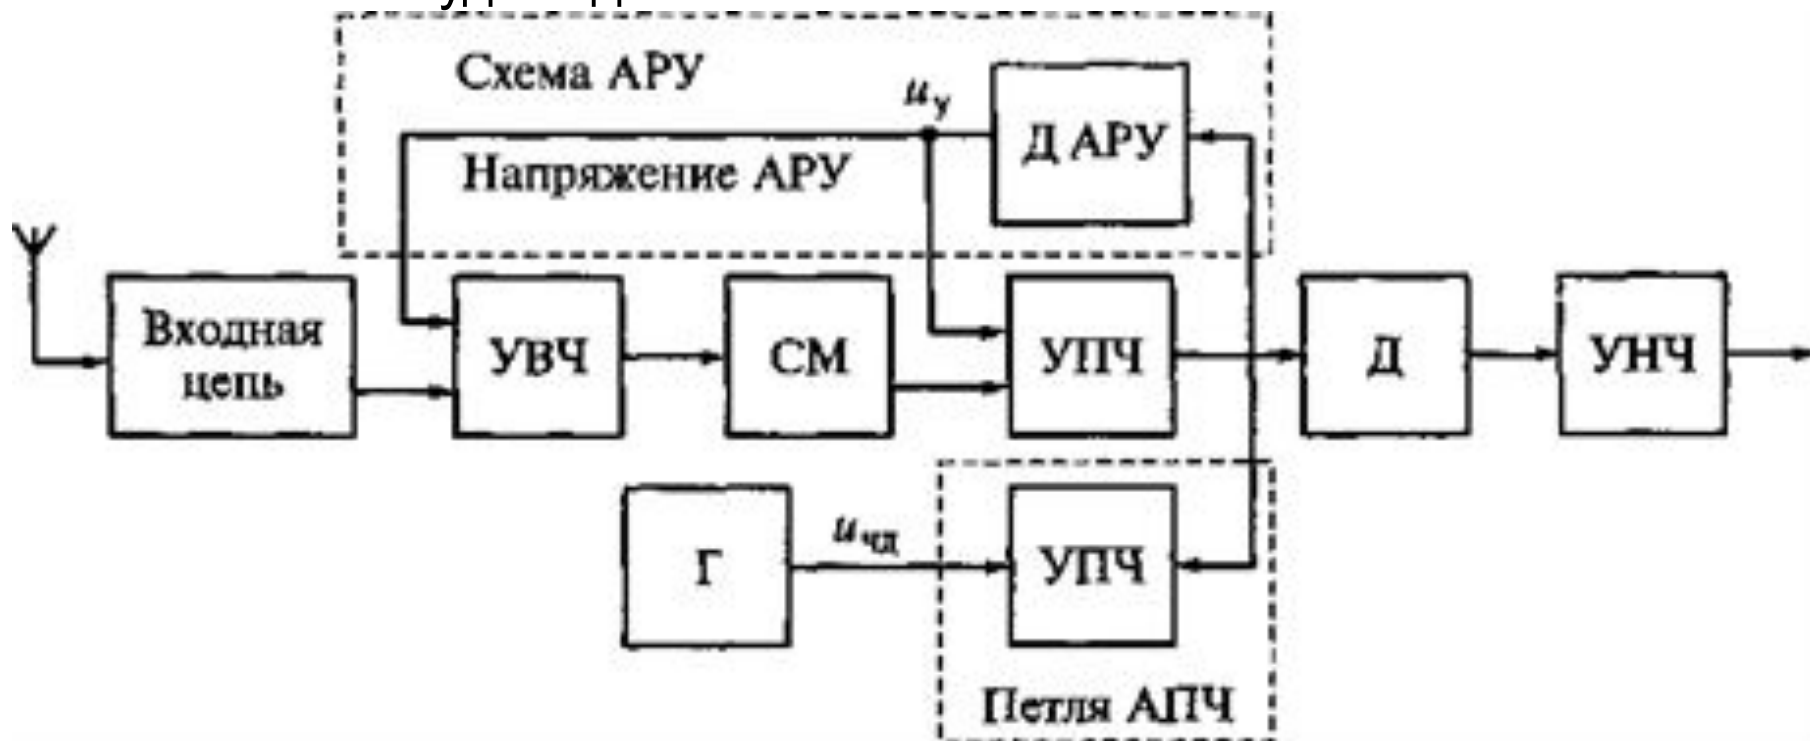 Схема АРУ
u_у
Д АРУ
Напряжение АРУ
Входная
цепь
УВЧ
СМ
УПЧ
Д
УНЧ
Г
u_чд
УПЧ
Петля АПЧ